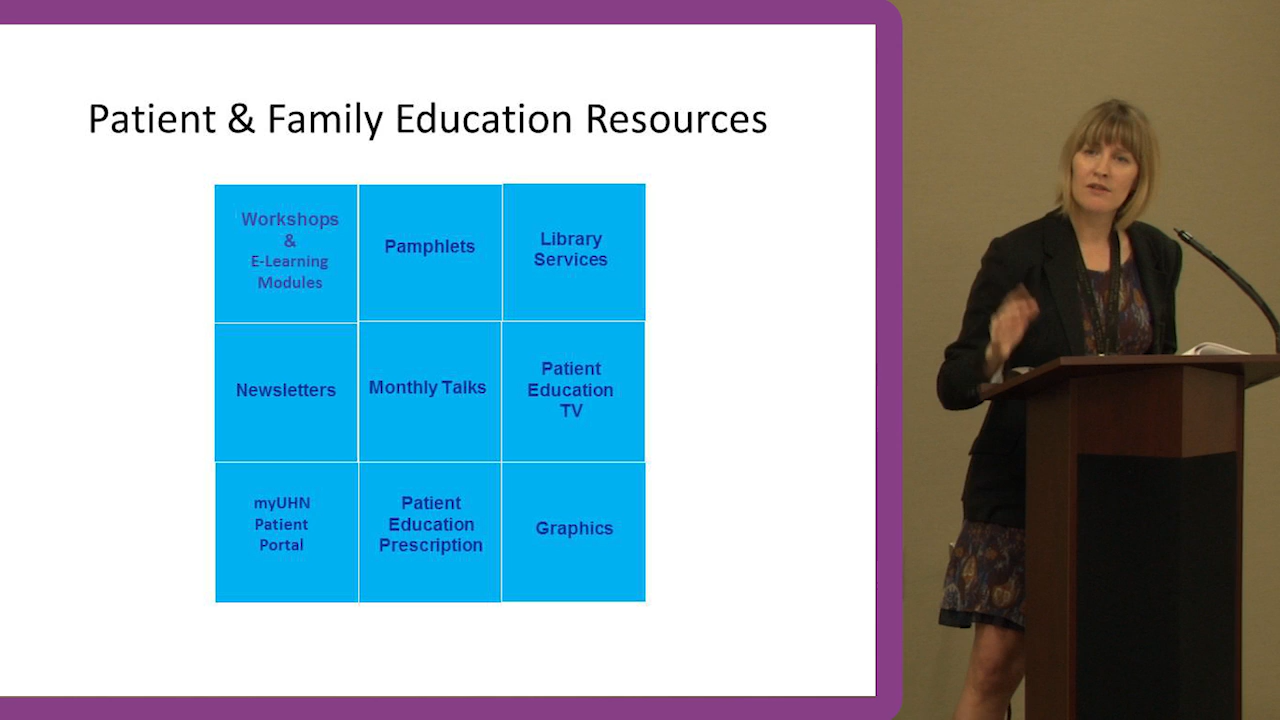 Patient & Family Education Resources
Workshops
&
E-Learning
Modules
Pamphlets
Library
Services
Newsletters
Monthly Talks
Patient
Education
TV
myUHN
Patient
Portal
Patient
Education
Prescription
Graphics